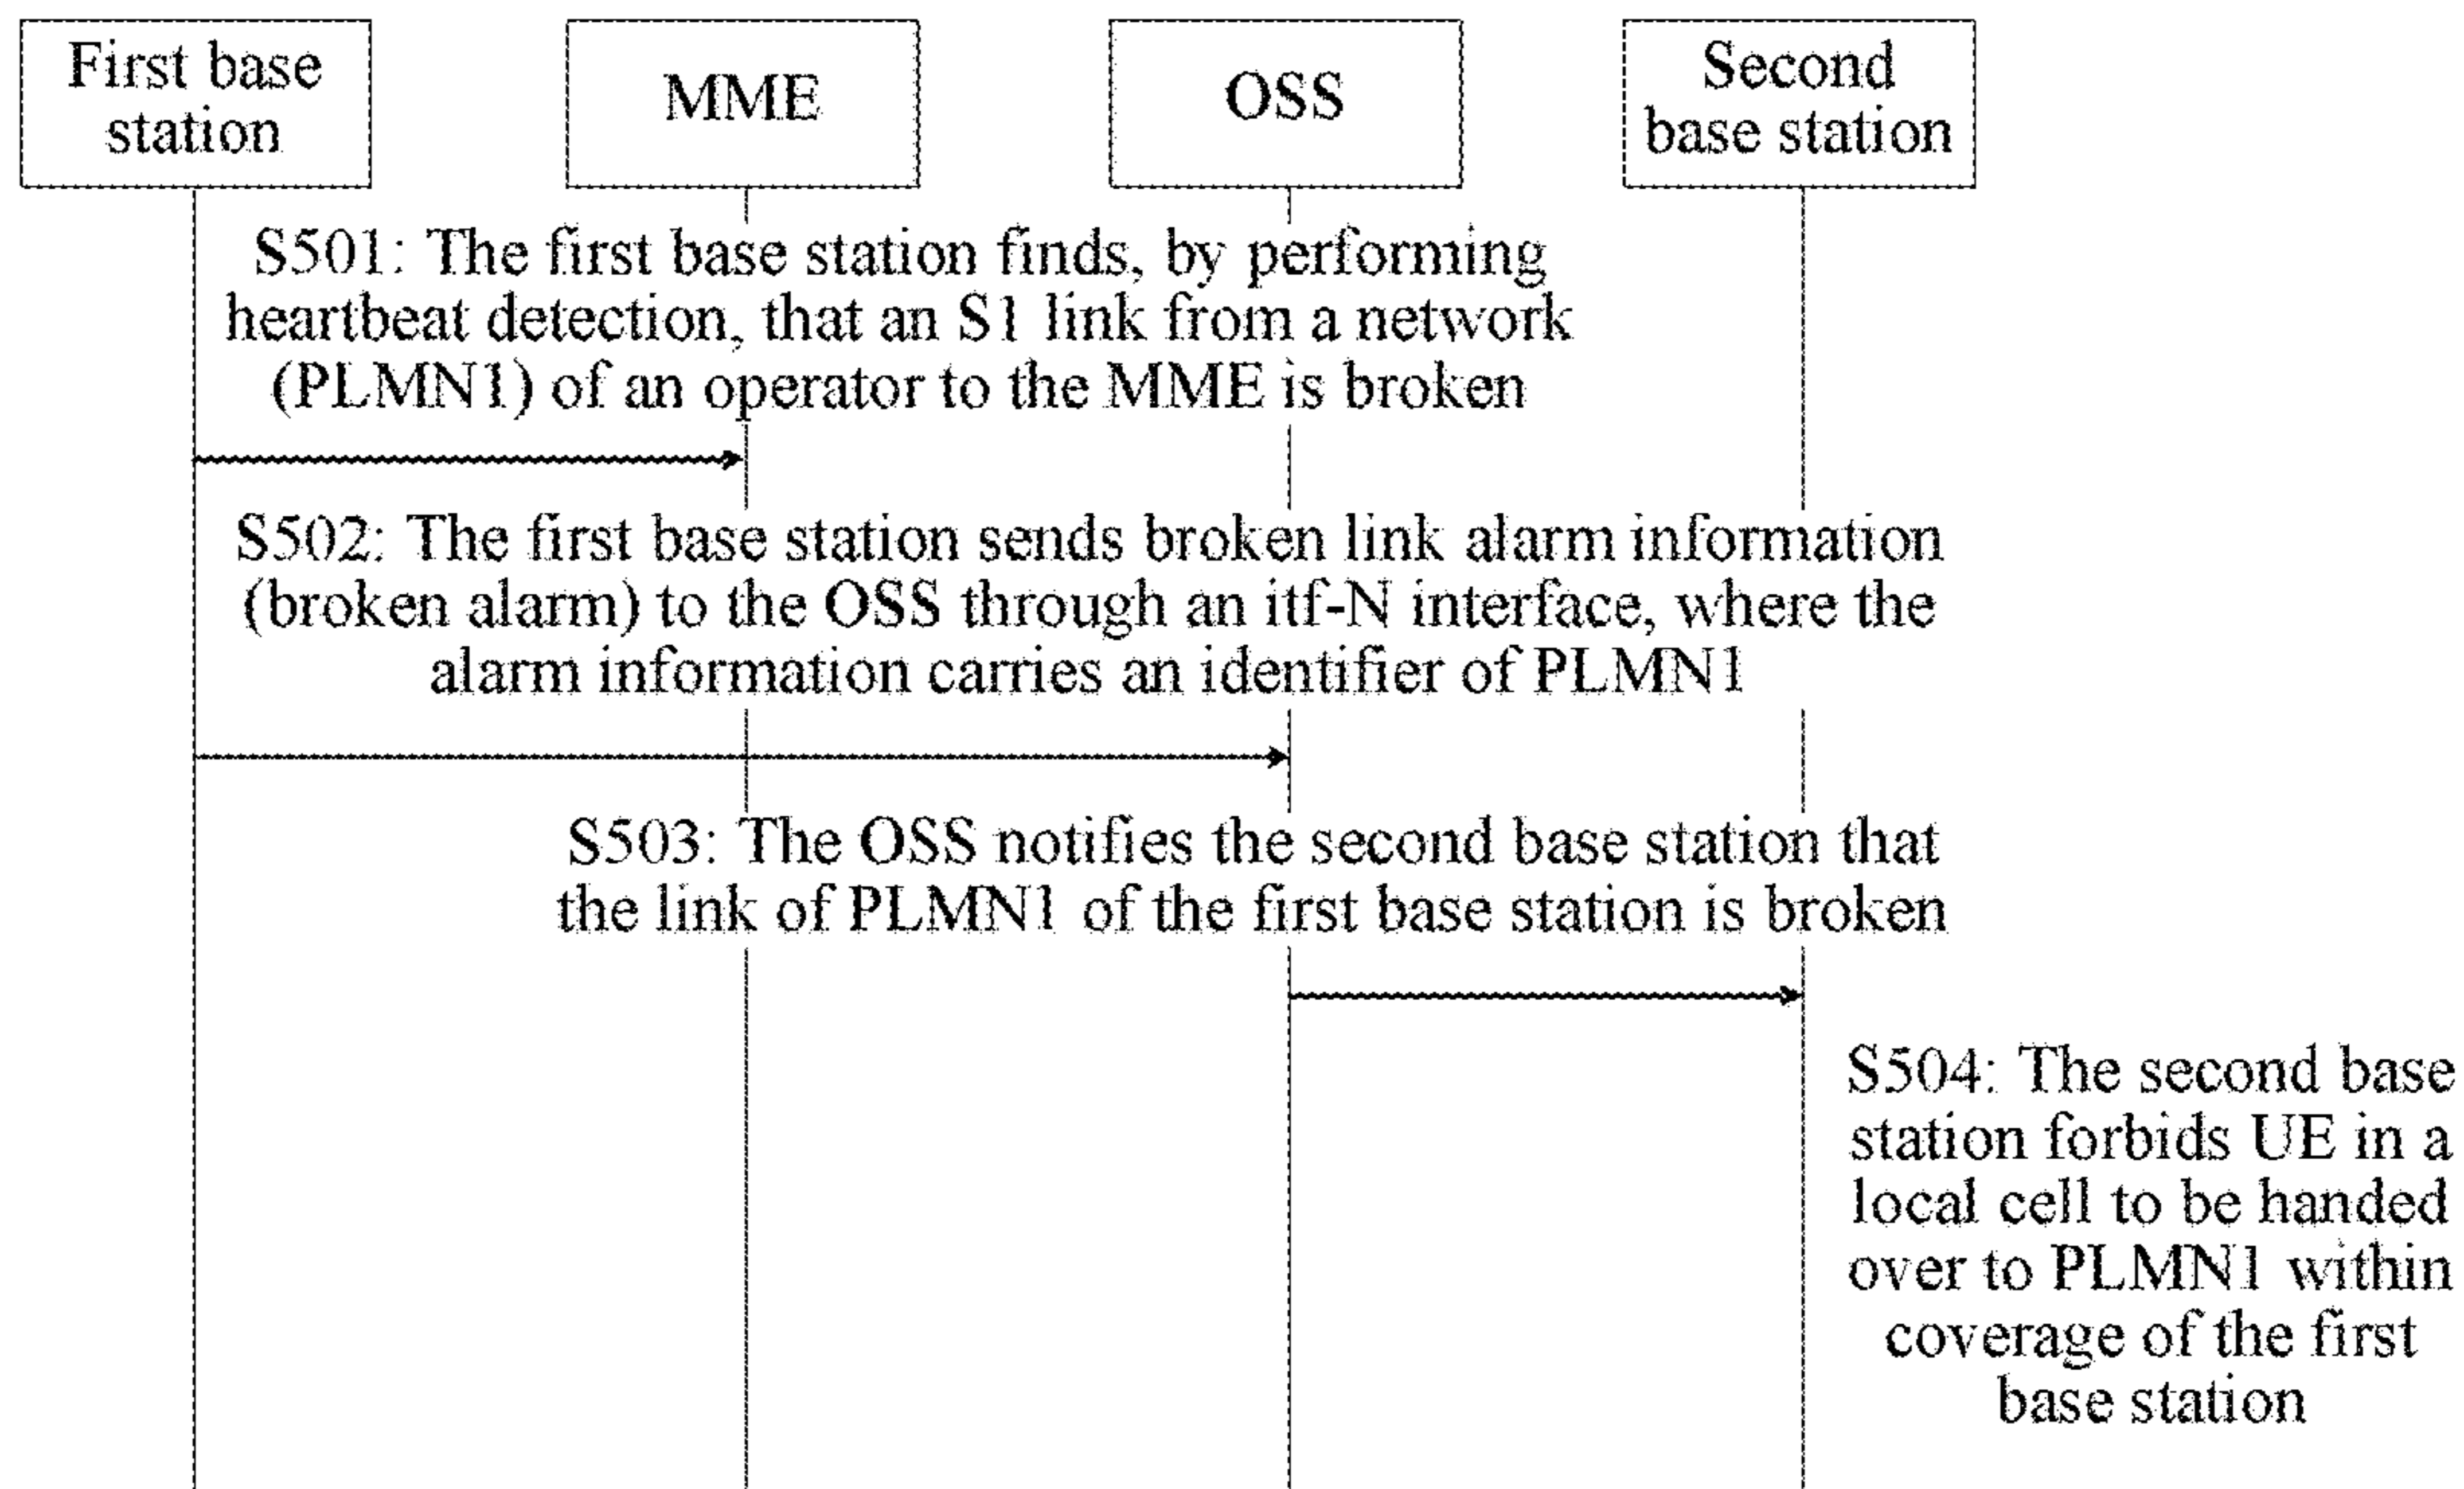 First base
station
MME
OSS
Second
base station
S501: The first base station finds, by performing
heartbeat detection, that an S1 link from a network
(PLMN1) of an operator to the MME is broken
S502: The first base station sends broken link alarm information
(broken alarm) to the OSS through an itf-N interface, where the
alarm information carries an identifier of PLMN1
S503: The OSS notifies the second base station that
the link of PLMN1 of the first base station is broken
S504: The second base
station forbids UE in a
local cell to be handed
over to PLMN1 within
coverage of the first
base station